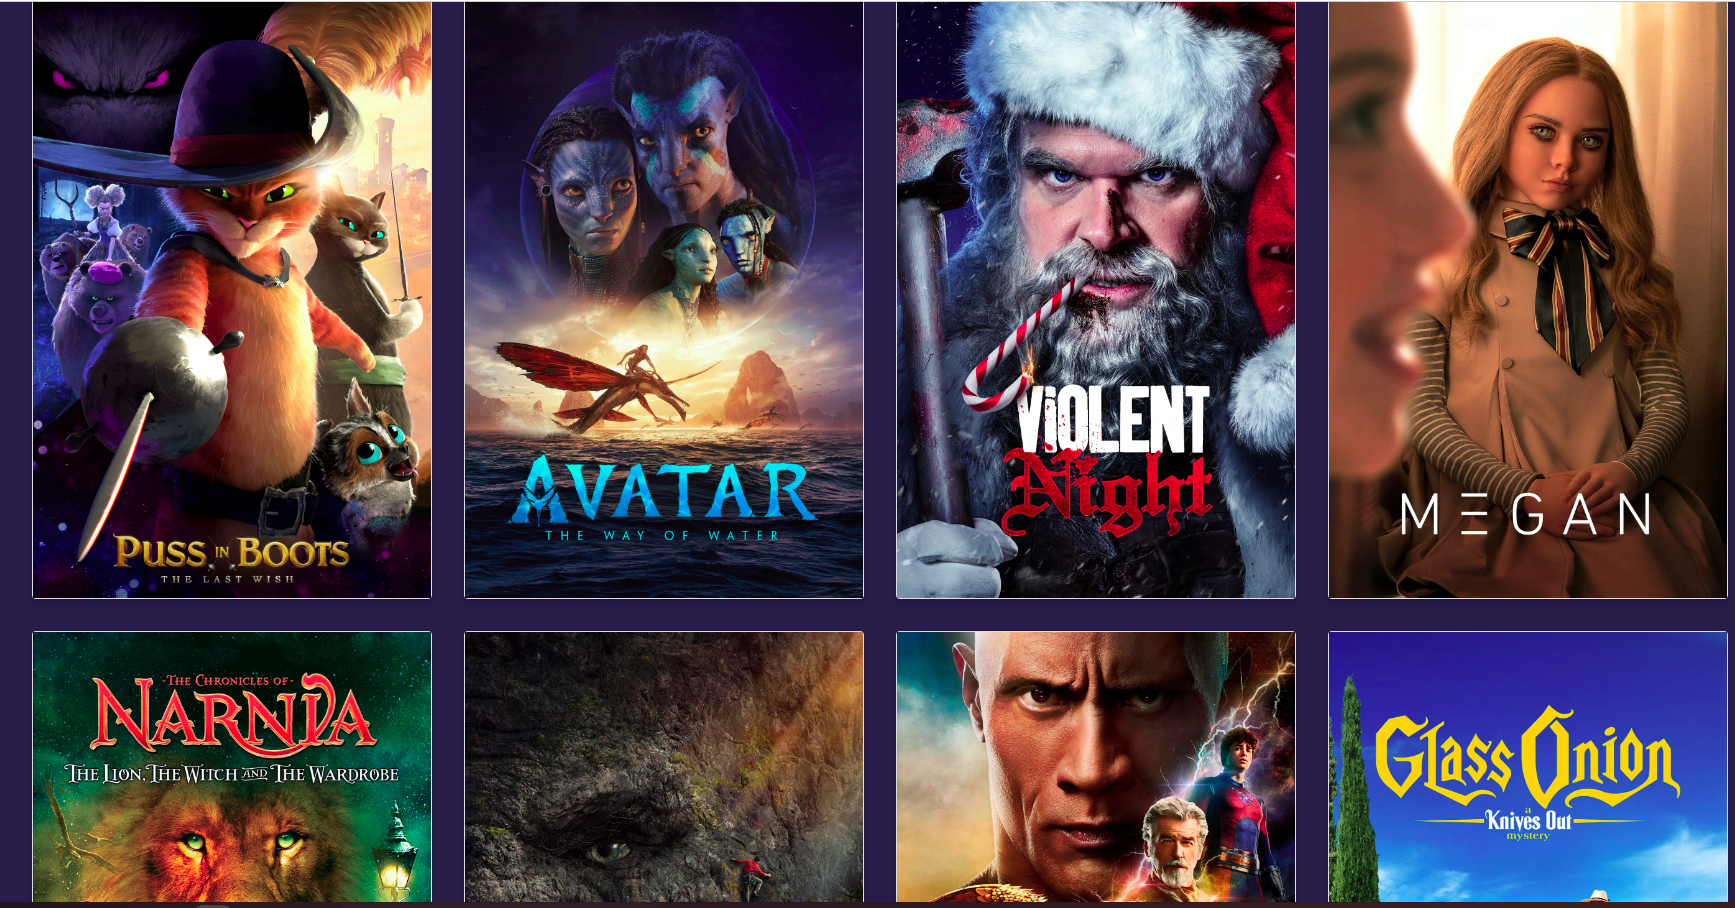 PUSS IN BOOTS
THE LAST WISH
AVATAR
THE WAY OF WATER
ViOLENT
Night
MΞGAN
THE CHRONICLES OF
NARNIA
THE LION, THE WITCH AND THE WARDROBE
Glass Onion
a
Knives Out
mystery